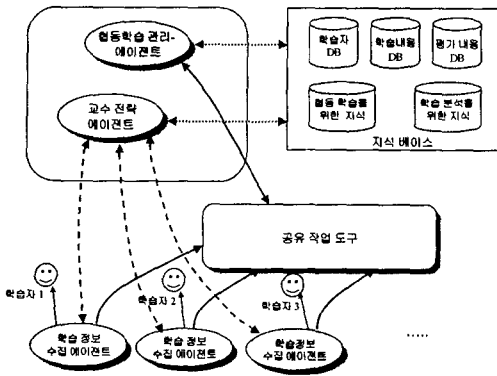 협동학습 관리-
에이전트
교수 전략
에이전트
학습자
DB
학습내용
DB
평가 내용
DB
협동 학습를
위한 지식
학습 분석를
위한 지식
지식 베이스
공유 작업 도구
학습자 1
학습자 2
학습자 3
학습 정보
수집 에이전트
학습 정보
수집 에이전트
학습정보
수집 에이전트
.....